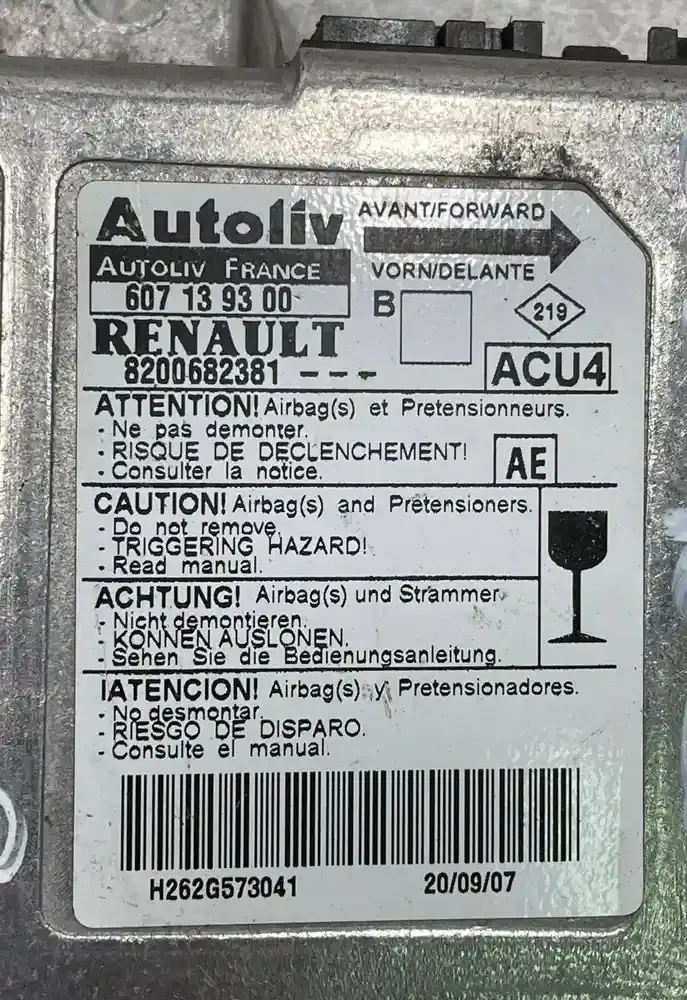 Autoliv
AVANT/FORWARD
AUTOLIV FRANCE
VORN/DELANTE
607 13 93 00
B
219
RENAULT
8200682381 ---
ACU4
ATTENTION! Airbag(s) et Pretensionneurs.
- Ne pas demonter.
- RISQUE DE DECLENCHEMENT!
- Consulter la notice.
AE
CAUTION! Airbag(s) and Pretensioners.
- Do not remove.
- TRIGGERING HAZARD!
- Read manual.
ACHTUNG! Airbag(s) und Strammer.
- Nicht demontieren.
- KONNEN AUSLONEN.
- Sehen Sie die Bedienungsanleitung.
!ATENCION! Airbag(s) y Pretensionadores.
- No desmontar.
- RIESGO DE DISPARO.
- Consulte el manual.
H262G573041
20/09/07